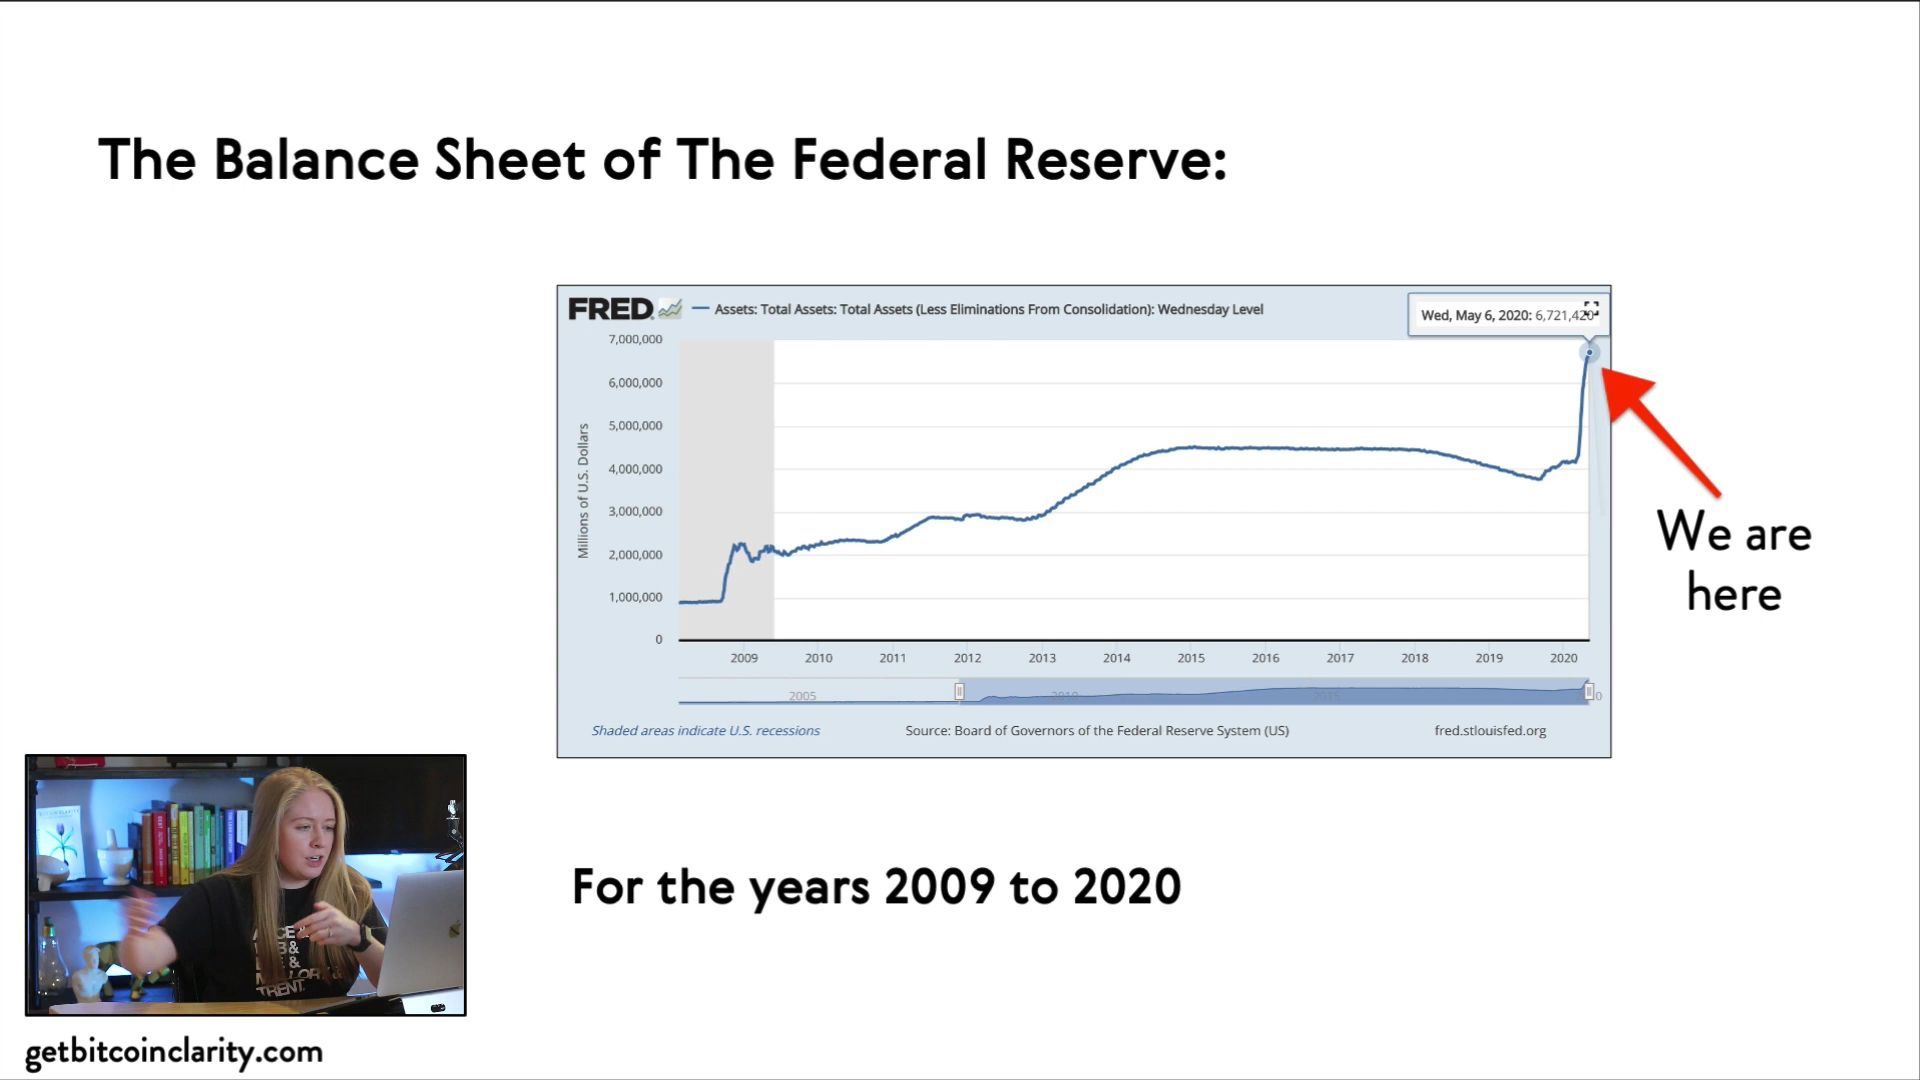 The Balance Sheet of The Federal Reserve:
FRED
Assets: Total Assets: Total Assets (Less Eliminations From Consolidation): Wednesday Level
Wed, May 6, 2020: 6,721,420
7,000,000
6,000,000
5,000,000
4,000,000
3,000,000
2,000,000
1,000,000
0
Millions of U.S. Dollars
2009 2010 2011 2012 2013 2014 2015 2016 2017 2018 2019 2020
2005 2010 2015
Shaded areas indicate U.S. recessions
Source: Board of Governors of the Federal Reserve System (US)
fred.stlouisfed.org
We are
here
For the years 2009 to 2020
TRENT.
getbitcoinclarity.com